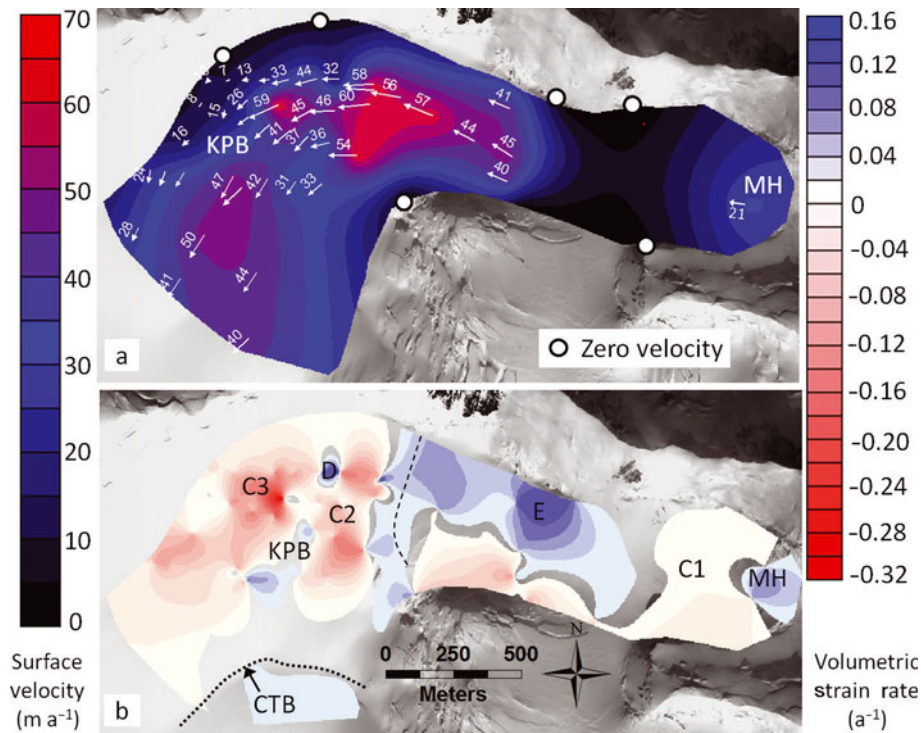 70
60
50
40
30
20
10
0
Surface
velocity
(m a⁻¹)
7 13 33 44 32 58 56 41
8 15 26 59 45 46 60 57
16 41 37 36 54 44 45
KPB
40
24 47 42 31 33
MH
21
28 50
41 44
40
a
Zero velocity
0.16
0.12
0.08
0.04
0
−0.04
−0.08
−0.12
−0.16
−0.20
−0.24
−0.28
−0.32
Volumetric
strain rate
(a⁻¹)
D
C3
C2
E
KPB
C1
MH
N
0 250 500
Meters
CTB
b